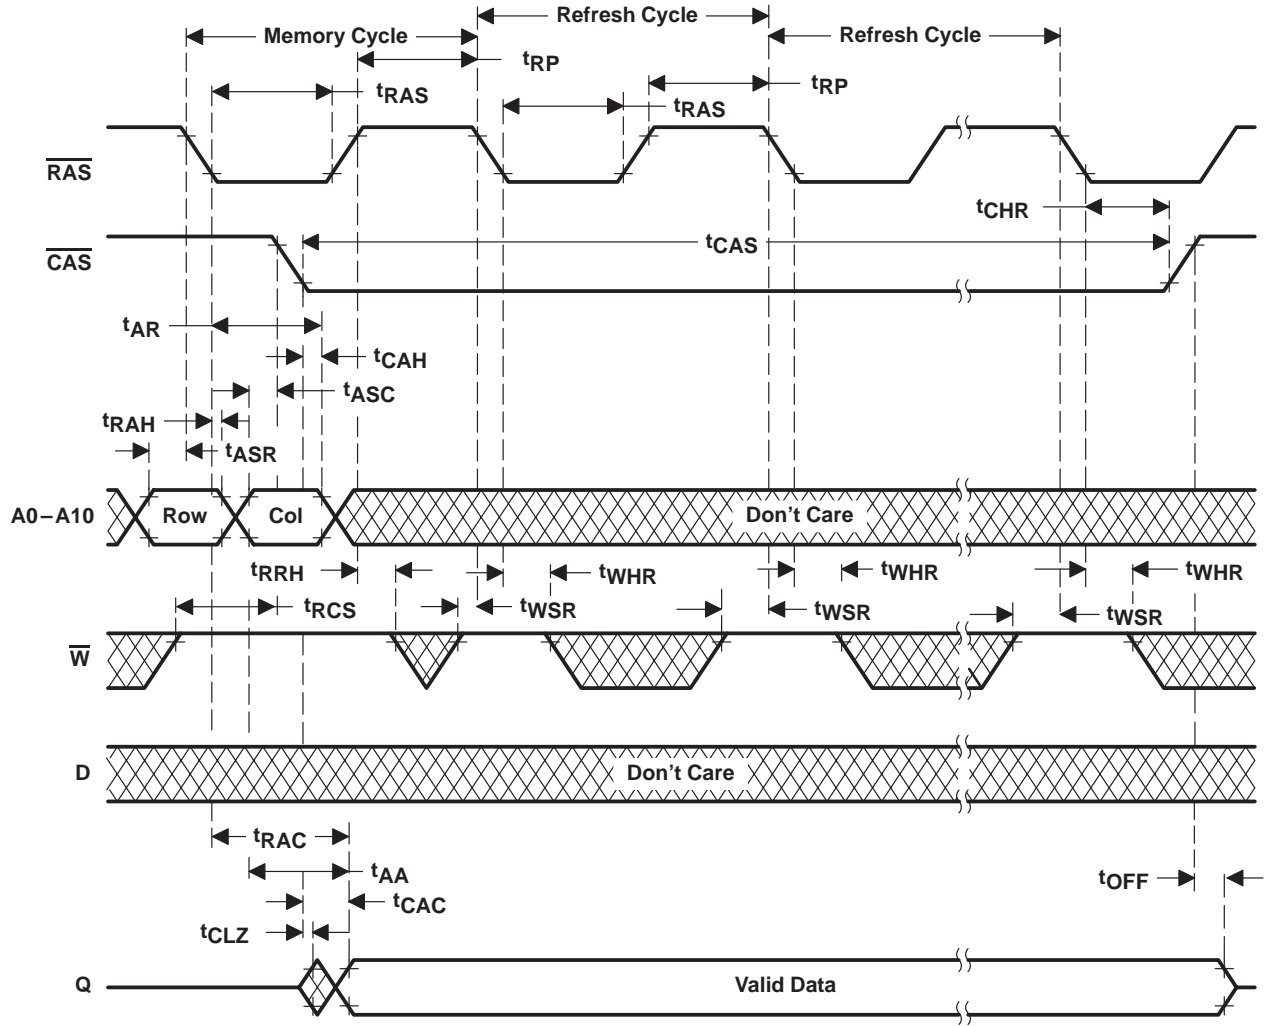 Refresh Cycle
Memory Cycle
Refresh Cycle
tRP
tRP
tRAS
tRAS
RAS
tCHR
tCAS
CAS
tAR
tCAH
tASC
tRAH
tASR
A0–A10
Row
Col
Don't Care
tRRH
tWHR
tWHR
tWHR
tRCS
tWSR
tWSR
tWSR
W
D
Don't Care
tRAC
tAA
tOFF
tCAC
tCLZ
Q
Valid Data